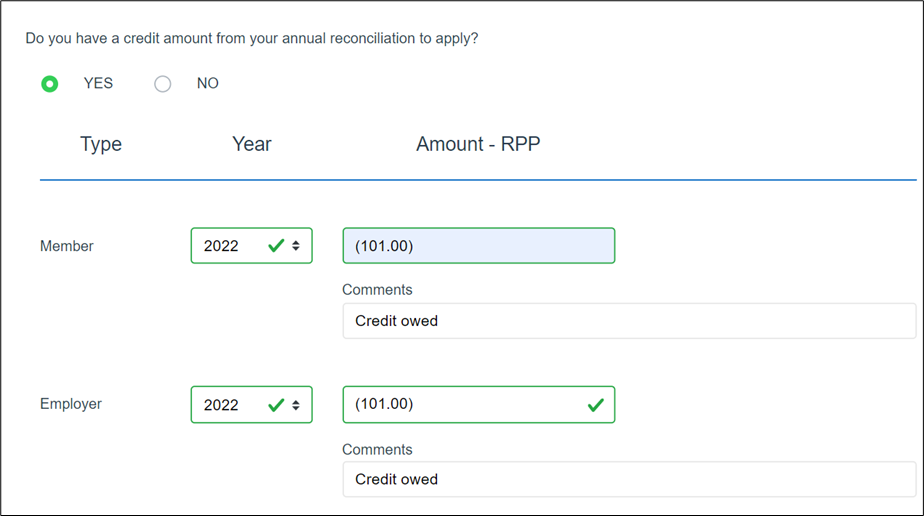 Do you have a credit amount from your annual reconciliation to apply?
YES NO
Type Year Amount - RPP
Member 2022 (101.00)
Comments
Credit owed
Employer 2022 (101.00)
Comments
Credit owed